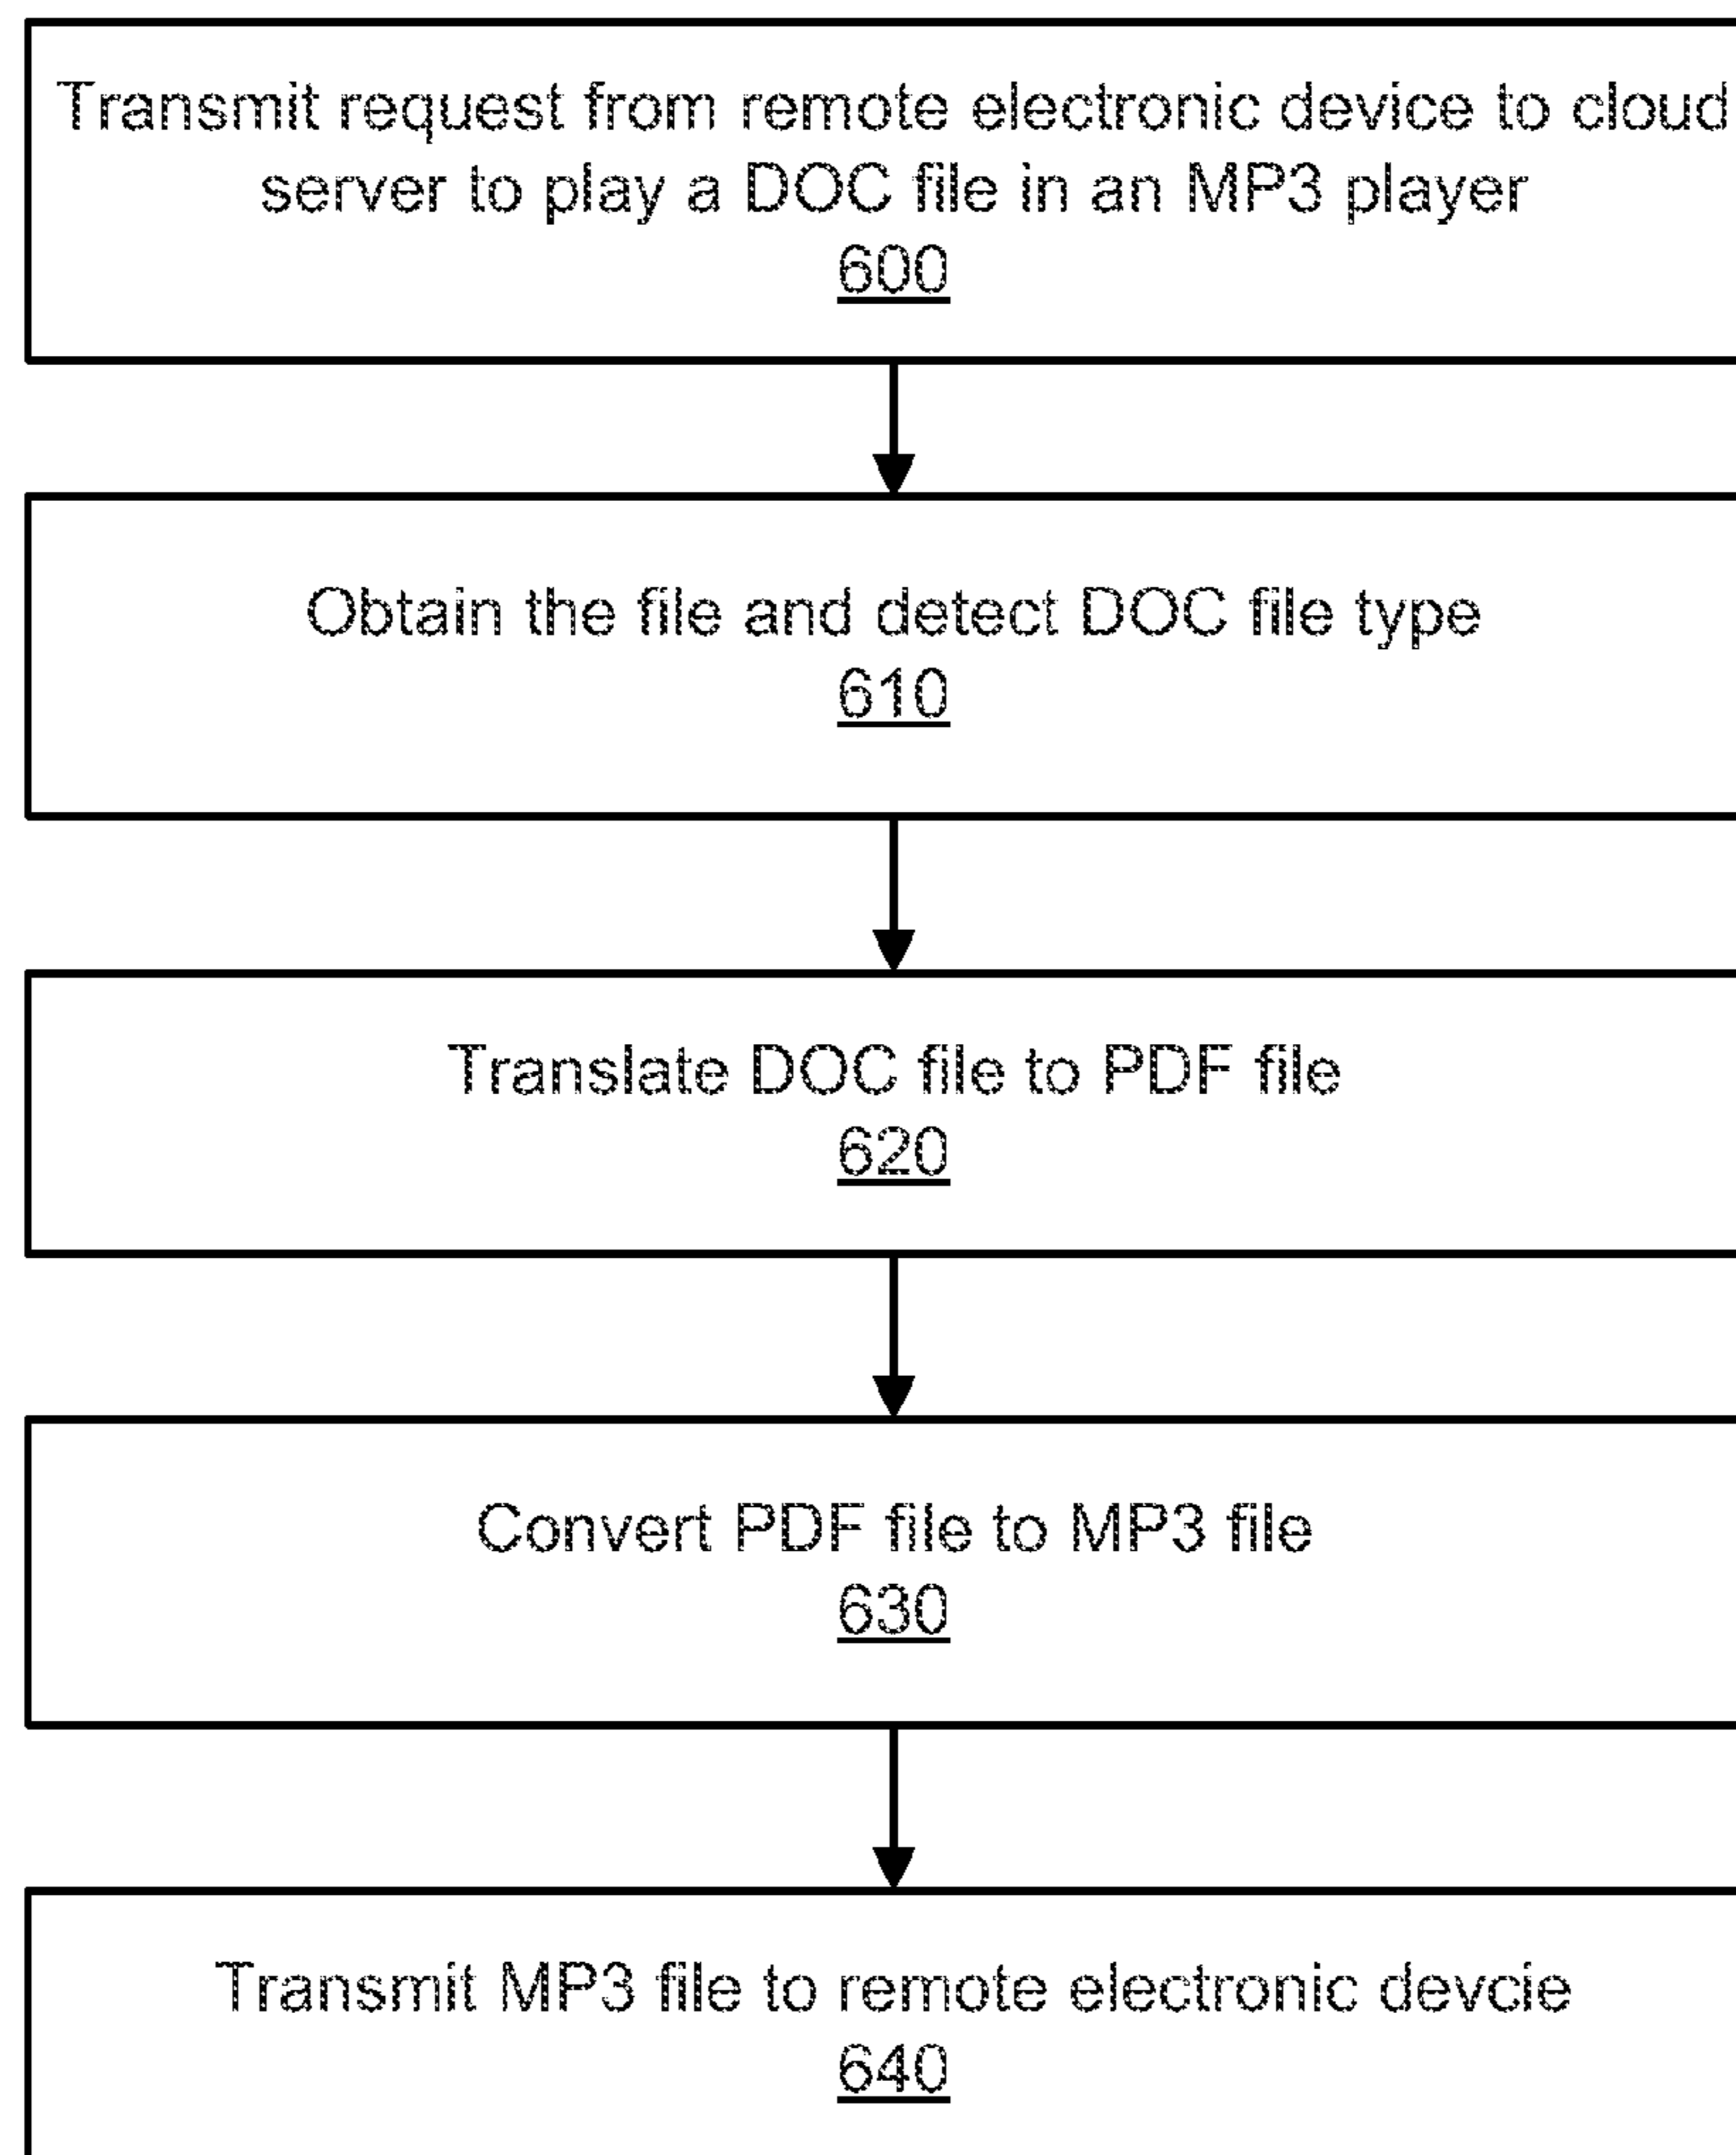 Transmit request from remote electronic device to cloud
server to play a DOC file in an MP3 player
600
Obtain the file and detect DOC file type
610
Translate DOC file to PDF file
620
Convert PDF file to MP3 file
630
Transmit MP3 file to remote electronic devcie
640